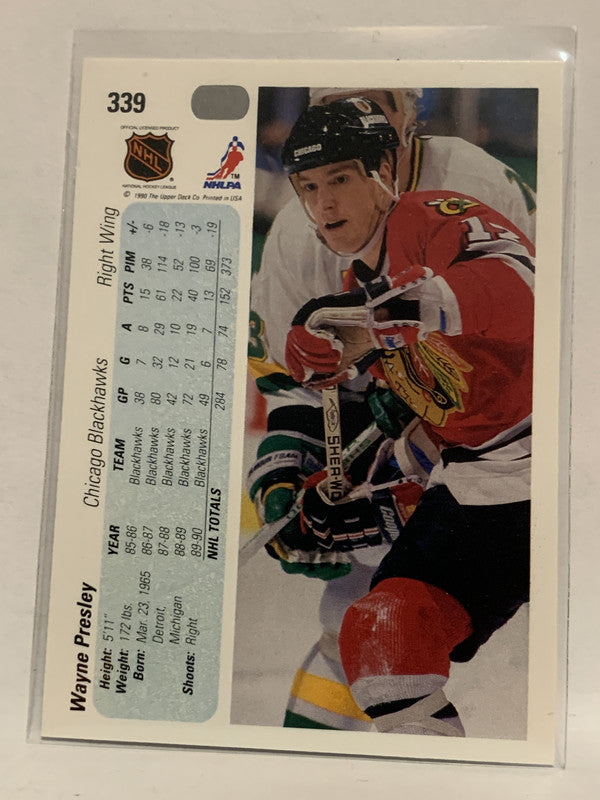 339
OFFICIAL LICENSED PRODUCT
NHL
®
NATIONAL HOCKEY LEAGUE
TM
NHLPA
© 1990 The Upper Deck Co. Printed in USA
Wayne Presley Chicago Blackhawks Right Wing
Height: 5'11"
Weight: 172 lbs.
Born: Mar. 23, 1965
Detroit,
Michigan
Shoots: Right
YEAR TEAM GP G A PTS PIM +/-
85-86 Blackhawks 38 7 8 15 38 -6
86-87 Blackhawks 80 32 29 61 114 -18
87-88 Blackhawks 42 12 10 22 52 -13
88-89 Blackhawks 72 21 19 40 100 -3
89-90 Blackhawks 49 6 7 13 69 -19
NHL TOTALS 284 78 74 152 373
CHICAGO
SHER-WO
COOPER